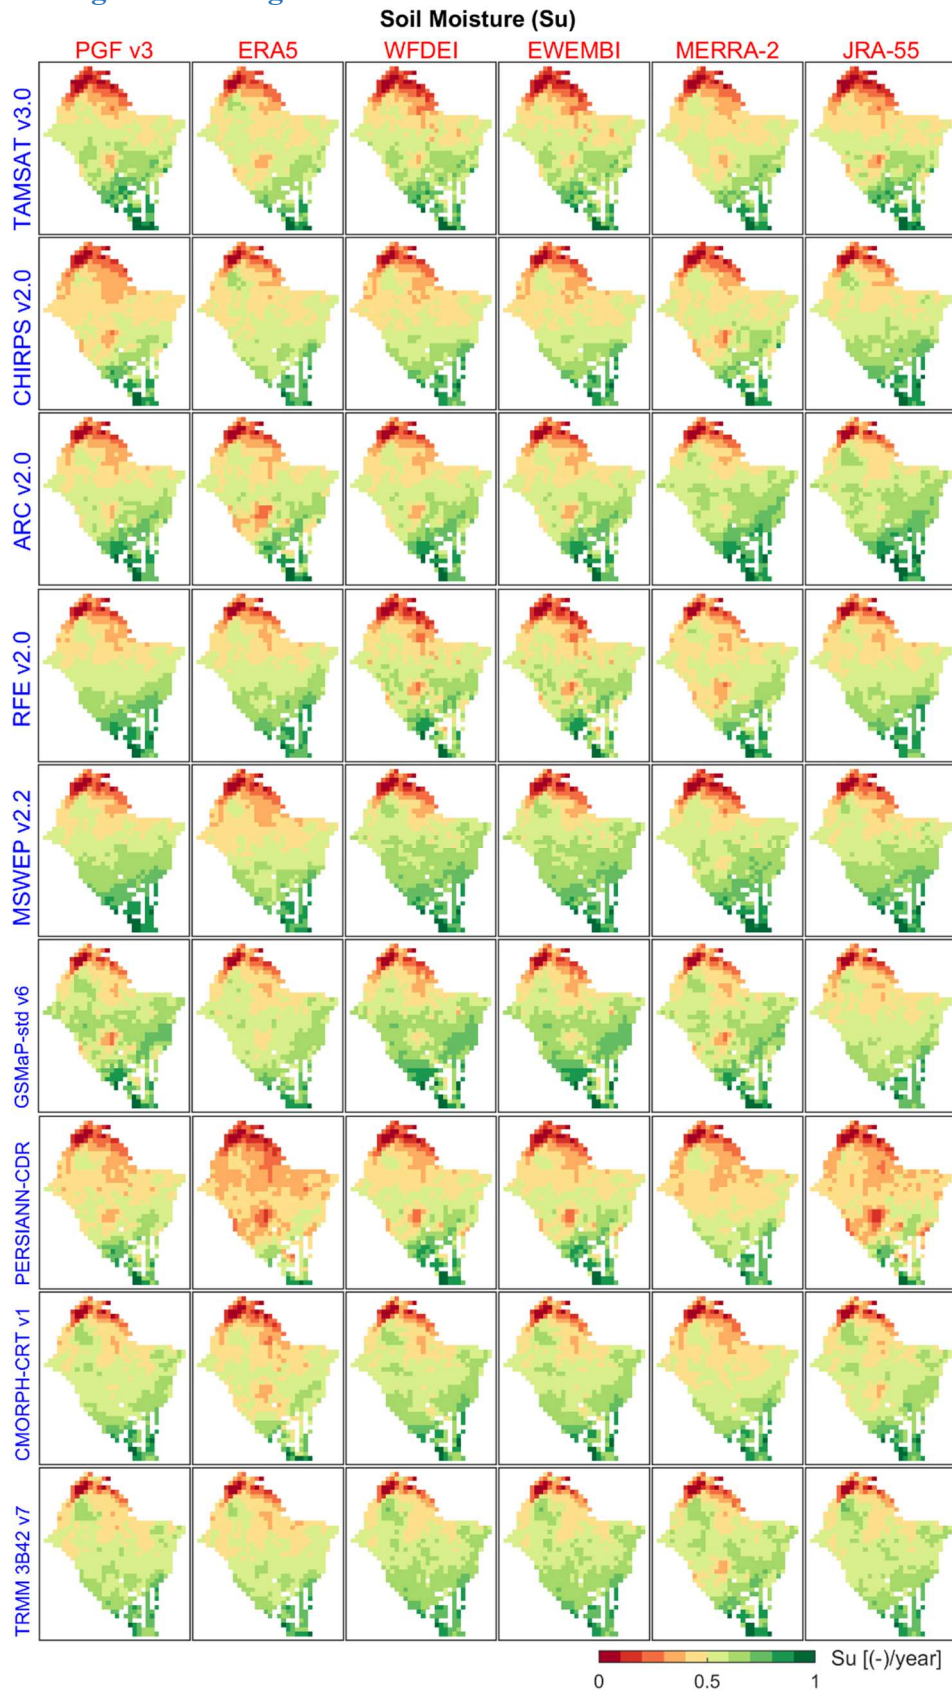 Soil Moisture (Su)
PGF v3 ERA5 WFDEI EWEMBI MERRA-2 JRA-55
TAMSAT v3.0
CHIRPS v2.0
ARC v2.0
RFE v2.0
MSWEP v2.2
GSMaP-std v6
PERSIANN-CDR
CMORPH-CRT v1
TRMM 3B42 v7
Su [(-)/year]
0 0.5 1